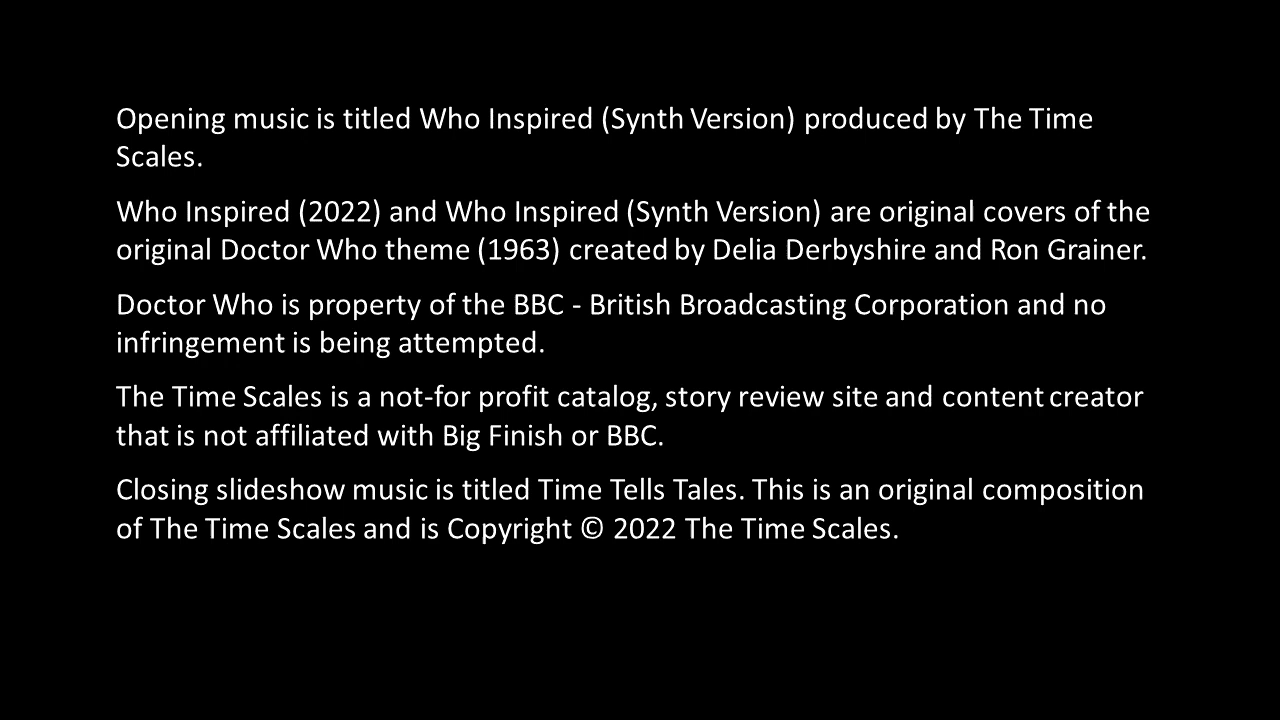 Opening music is titled Who Inspired (Synth Version) produced by The Time
Scales.
Who Inspired (2022) and Who Inspired (Synth Version) are original covers of the
original Doctor Who theme (1963) created by Delia Derbyshire and Ron Grainer.
Doctor Who is property of the BBC - British Broadcasting Corporation and no
infringement is being attempted.
The Time Scales is a not-for profit catalog, story review site and content creator
that is not affiliated with Big Finish or BBC.
Closing slideshow music is titled Time Tells Tales. This is an original composition
of The Time Scales and is Copyright © 2022 The Time Scales.